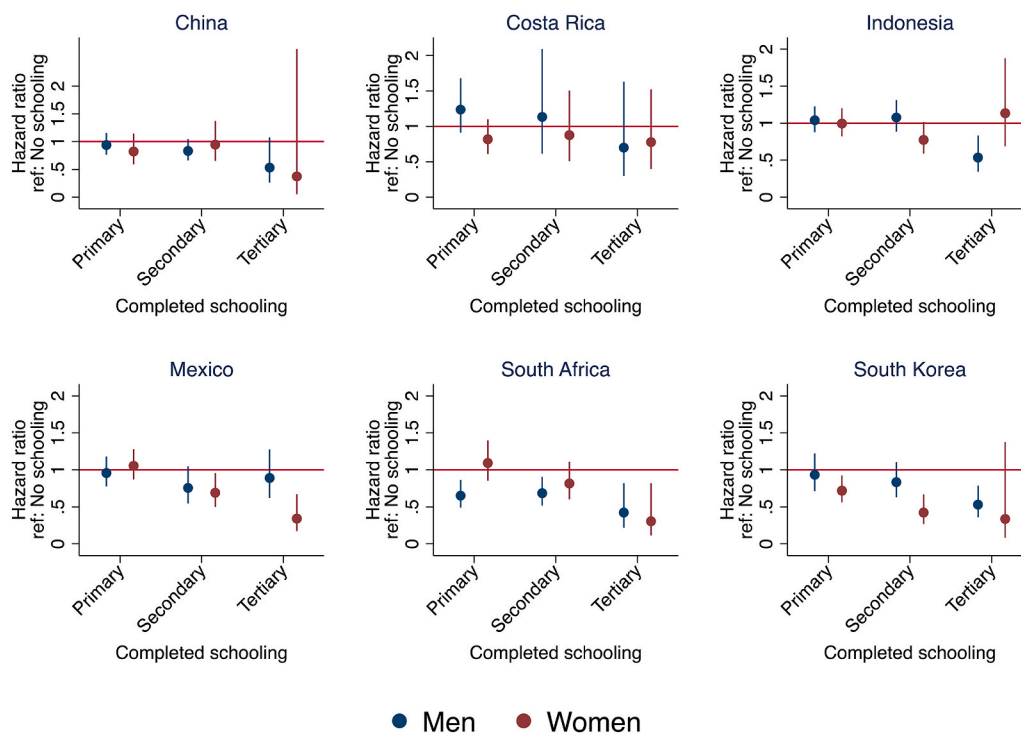 China
Hazard ratio
ref: No schooling
0 .5 1 1.5 2
Primary
Secondary
Tertiary
Completed schooling
Costa Rica
Hazard ratio
ref: No schooling
0 .5 1 1.5 2
Primary
Secondary
Tertiary
Completed schooling
Indonesia
Hazard ratio
ref: No schooling
0 .5 1 1.5 2
Primary
Secondary
Tertiary
Completed schooling
Mexico
Hazard ratio
ref: No schooling
0 .5 1 1.5 2
Primary
Secondary
Tertiary
Completed schooling
South Africa
Hazard ratio
ref: No schooling
0 .5 1 1.5 2
Primary
Secondary
Tertiary
Completed schooling
South Korea
Hazard ratio
ref: No schooling
0 .5 1 1.5 2
Primary
Secondary
Tertiary
Completed schooling
Men Women